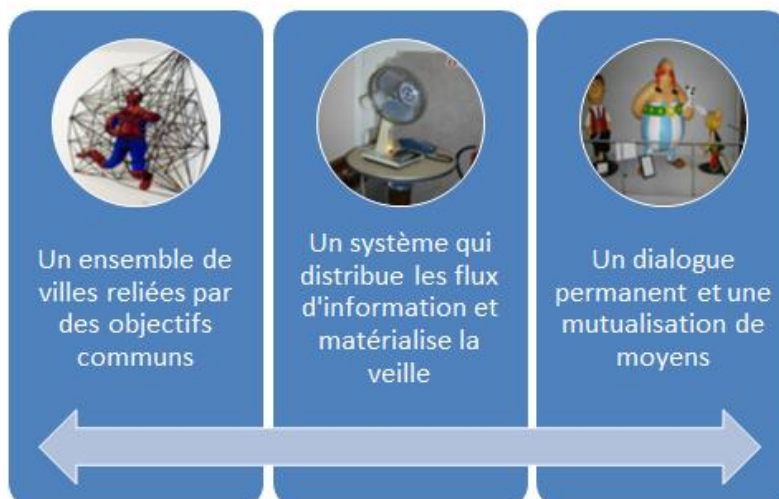 Un ensemble de
villes reliées par
des objectifs
communs
Un système qui
distribue les flux
d'information et
matérialise la
veille
Un dialogue
permanent et une
mutualisation de
moyens